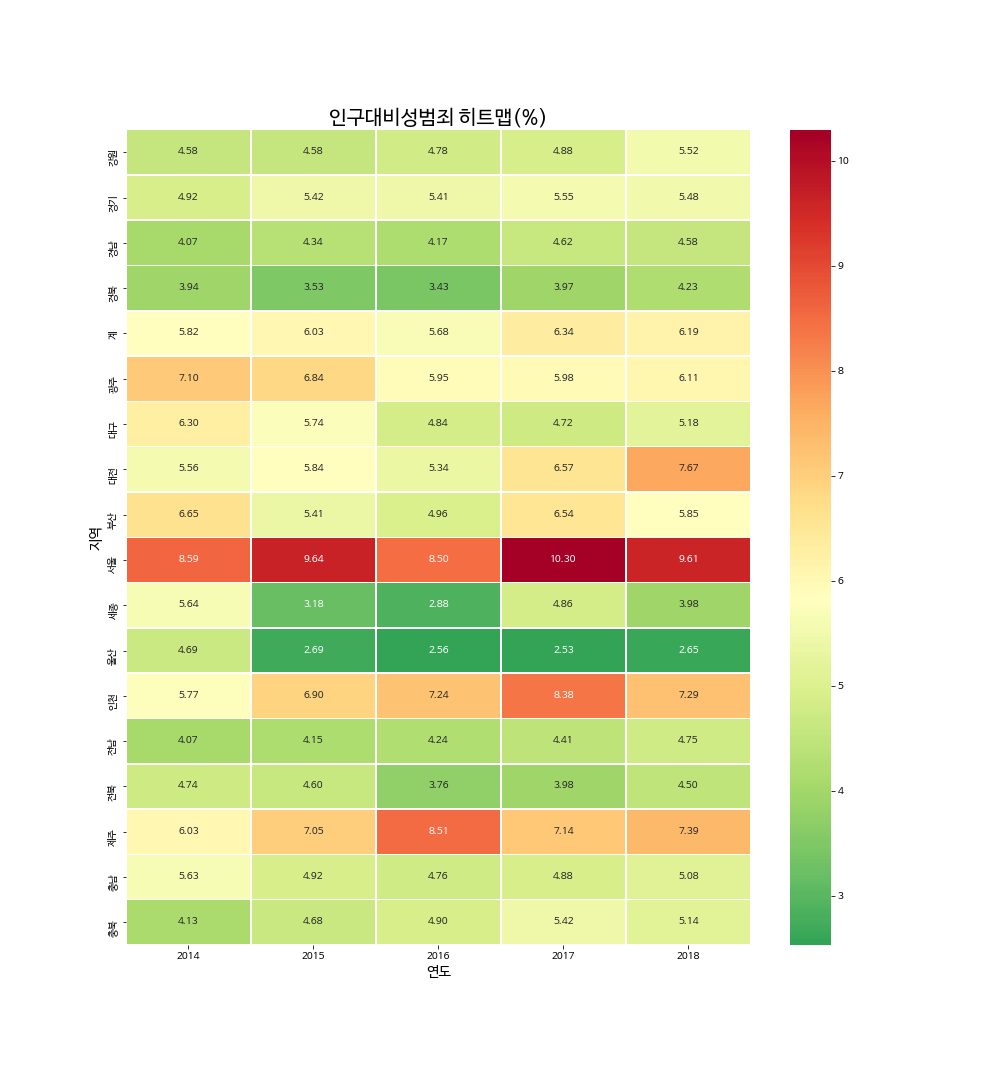 인구대비성범죄 히트맵(%)
강원 4.58 4.58 4.78 4.88 5.52
경기 4.92 5.42 5.41 5.55 5.48
경남 4.07 4.34 4.17 4.62 4.58
경북 3.94 3.53 3.43 3.97 4.23
계 5.82 6.03 5.68 6.34 6.19
광주 7.10 6.84 5.95 5.98 6.11
대구 6.30 5.74 4.84 4.72 5.18
대전 5.56 5.84 5.34 6.57 7.67
부산 6.65 5.41 4.96 6.54 5.85
서울 8.59 9.64 8.50 10.30 9.61
세종 5.64 3.18 2.88 4.86 3.98
울산 4.69 2.69 2.56 2.53 2.65
인천 5.77 6.90 7.24 8.38 7.29
전남 4.07 4.15 4.24 4.41 4.75
전북 4.74 4.60 3.76 3.98 4.50
제주 6.03 7.05 8.51 7.14 7.39
충남 5.63 4.92 4.76 4.88 5.08
충북 4.13 4.68 4.90 5.42 5.14
지역
2014 2015 2016 2017 2018
연도
10
9
8
7
6
5
4
3